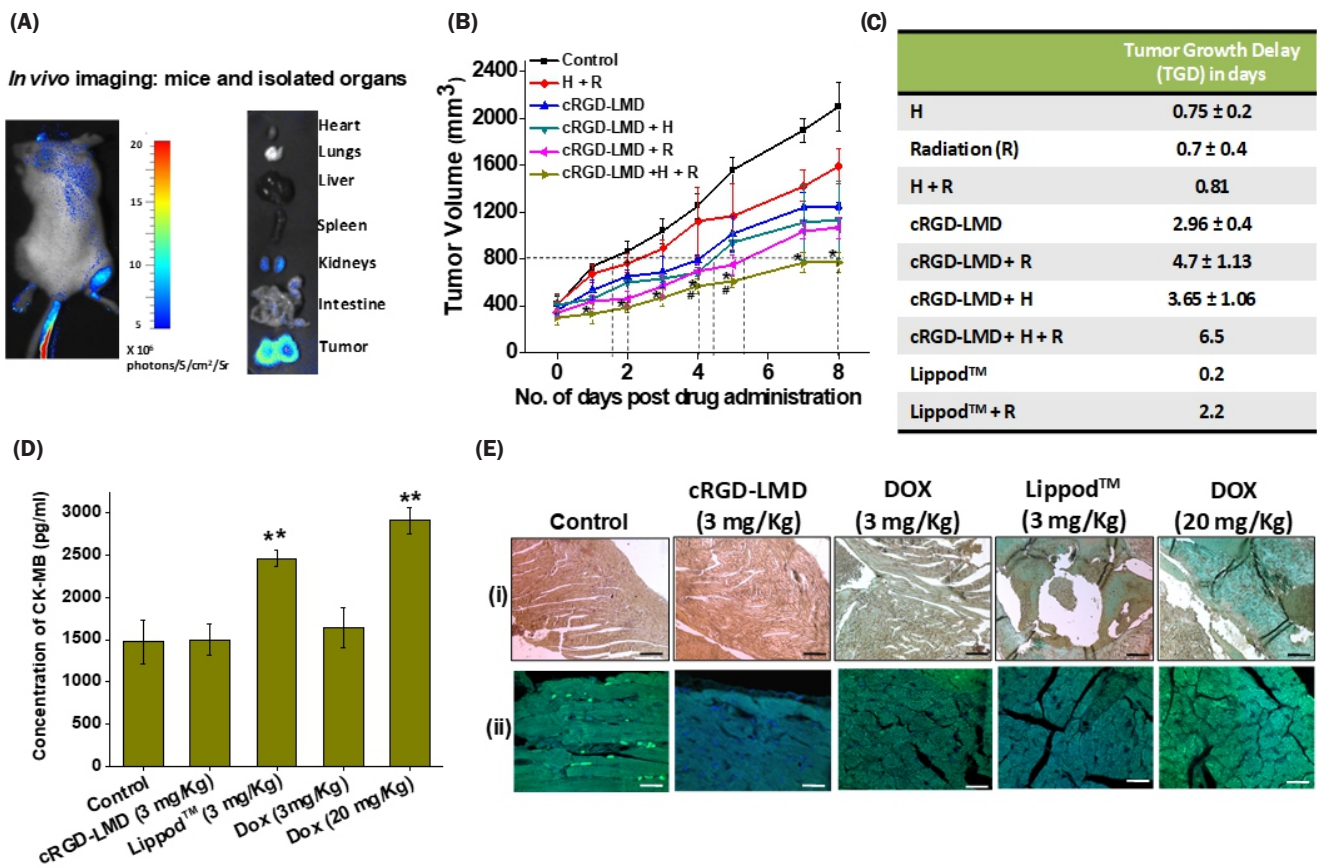 (A)
In vivo imaging: mice and isolated organs
20
15
10
5
X 10⁶
photons/S/cm²/Sr
Heart
Lungs
Liver
Spleen
Kidneys
Intestine
Tumor
(B)
Tumor Volume (mm³)
2400
2000
1600
1200
800
400
0
Control
H + R
cRGD-LMD
cRGD-LMD + H
cRGD-LMD + R
cRGD-LMD +H + R
* * * * * * *
# #
0 2 4 6 8
No. of days post drug administration
(C)
Tumor Growth Delay
(TGD) in days
H 0.75 ± 0.2
Radiation (R) 0.7 ± 0.4
H + R 0.81
cRGD-LMD 2.96 ± 0.4
cRGD-LMD + R 4.7 ± 1.13
cRGD-LMD + H 3.65 ± 1.06
cRGD-LMD + H + R 6.5
Lippod™ 0.2
Lippod™ + R 2.2
(D)
Concentration of CK-MB (pg/ml)
3000
2500
2000
1500
1000
500
0
**
**
Control
cRGD-LMD (3 mg/Kg)
Lippod™ (3 mg/Kg)
Dox (3mg/Kg)
Dox (20 mg/Kg)
(E)
Control
cRGD-LMD
(3 mg/Kg)
DOX
(3 mg/Kg)
Lippod™
(3 mg/Kg)
DOX
(20 mg/Kg)
(i)
(ii)